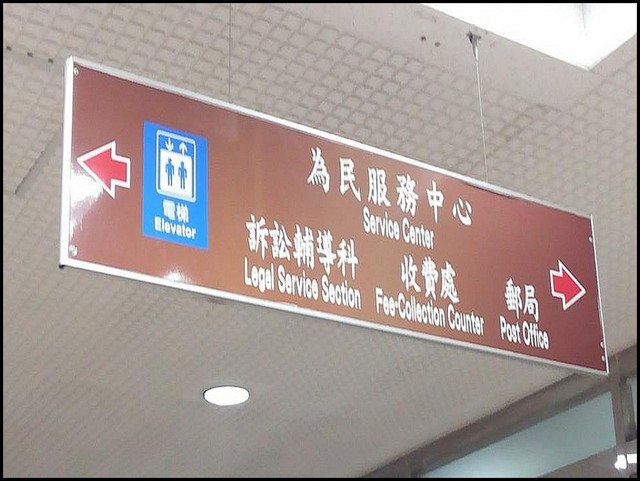 電梯
Elevator
為民服務中心
Service Center
訴訟輔導科
Legal Service Section
收費處
Fee-Collection Counter
郵局
Post Office